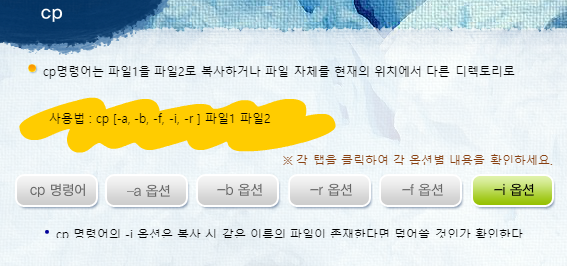 cp
cp명령어는 파일1을 파일2로 복사하거나 파일 자체를 현재의 위치에서 다른 디렉토리로
사용법 : cp [-a, -b, -f, -i, -r ] 파일1 파일2
※ 각 탭을 클릭하여 각 옵션별 내용을 확인하세요.
cp 명령어 -a 옵션 -b 옵션 -r 옵션 -f 옵션 -i 옵션
cp 명령어의 -i 옵션은 복사 시 같은 이름의 파일이 존재한다면 덮어쓸 것인가 확인한다